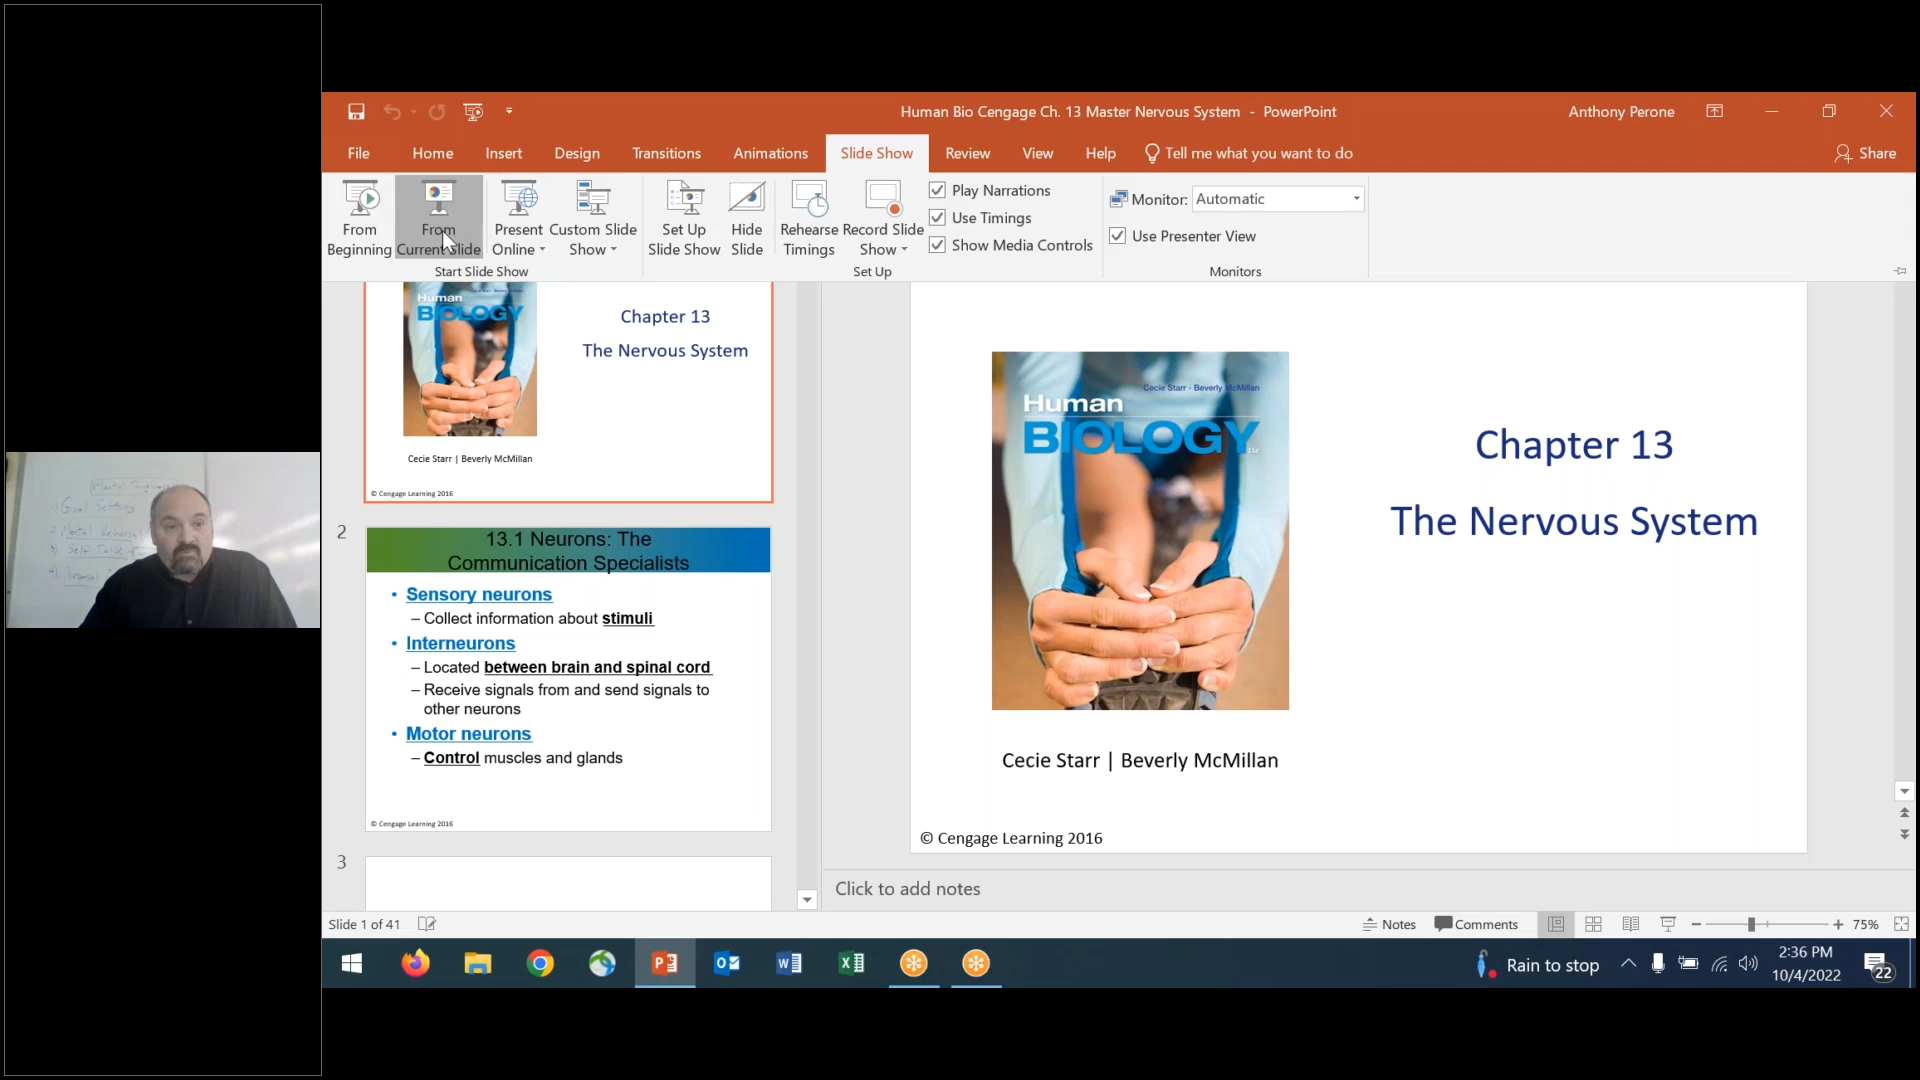 Human Bio Cengage Ch. 13 Master Nervous System - PowerPoint
Anthony Perone
File
Home
Insert
Design
Transitions
Animations
Slide Show
Review
View
Help
Tell me what you want to do
Share
From
Beginning
From
Current Slide
Present
Online
Custom Slide
Show
Set Up
Slide Show
Hide
Slide
Rehearse
Timings
Record Slide
Show
Play Narrations
Use Timings
Show Media Controls
Monitor:
Automatic
Use Presenter View
Start Slide Show
Set Up
Monitors
Human
BIOLOGY
Chapter 13
The Nervous System
Cecie Starr | Beverly McMillan
© Cengage Learning 2016
2
13.1 Neurons: The
Communication Specialists
• Sensory neurons
– Collect information about stimuli
• Interneurons
– Located between brain and spinal cord
– Receive signals from and send signals to
other neurons
• Motor neurons
– Control muscles and glands
© Cengage Learning 2016
3
Cecie Starr - Beverly McMillan
Human
BIOLOGY
11e
Chapter 13
The Nervous System
Cecie Starr | Beverly McMillan
© Cengage Learning 2016
Click to add notes
Goal Setting
Self Talk
Slide 1 of 41
Notes
Comments
75%
Rain to stop
2:36 PM
10/4/2022
22